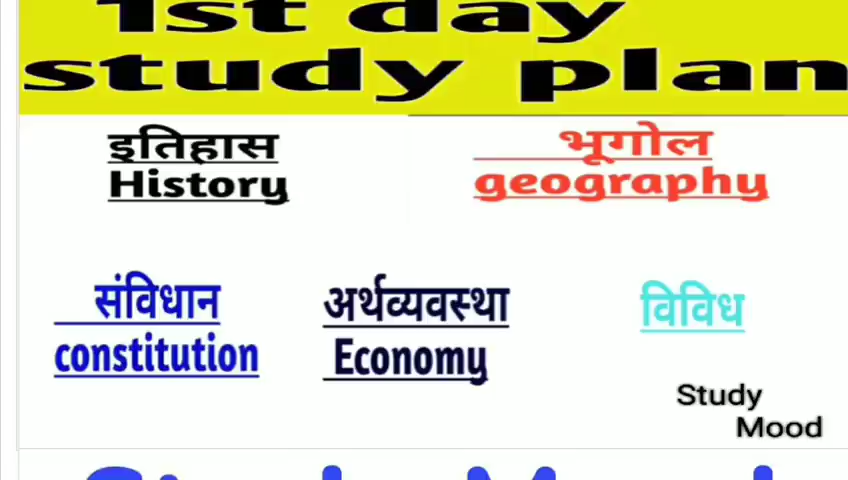 1st day
study plan
इतिहास
History
भूगोल
geography
संविधान
constitution
अर्थव्यवस्था
Economy
विविध
Study
Mood